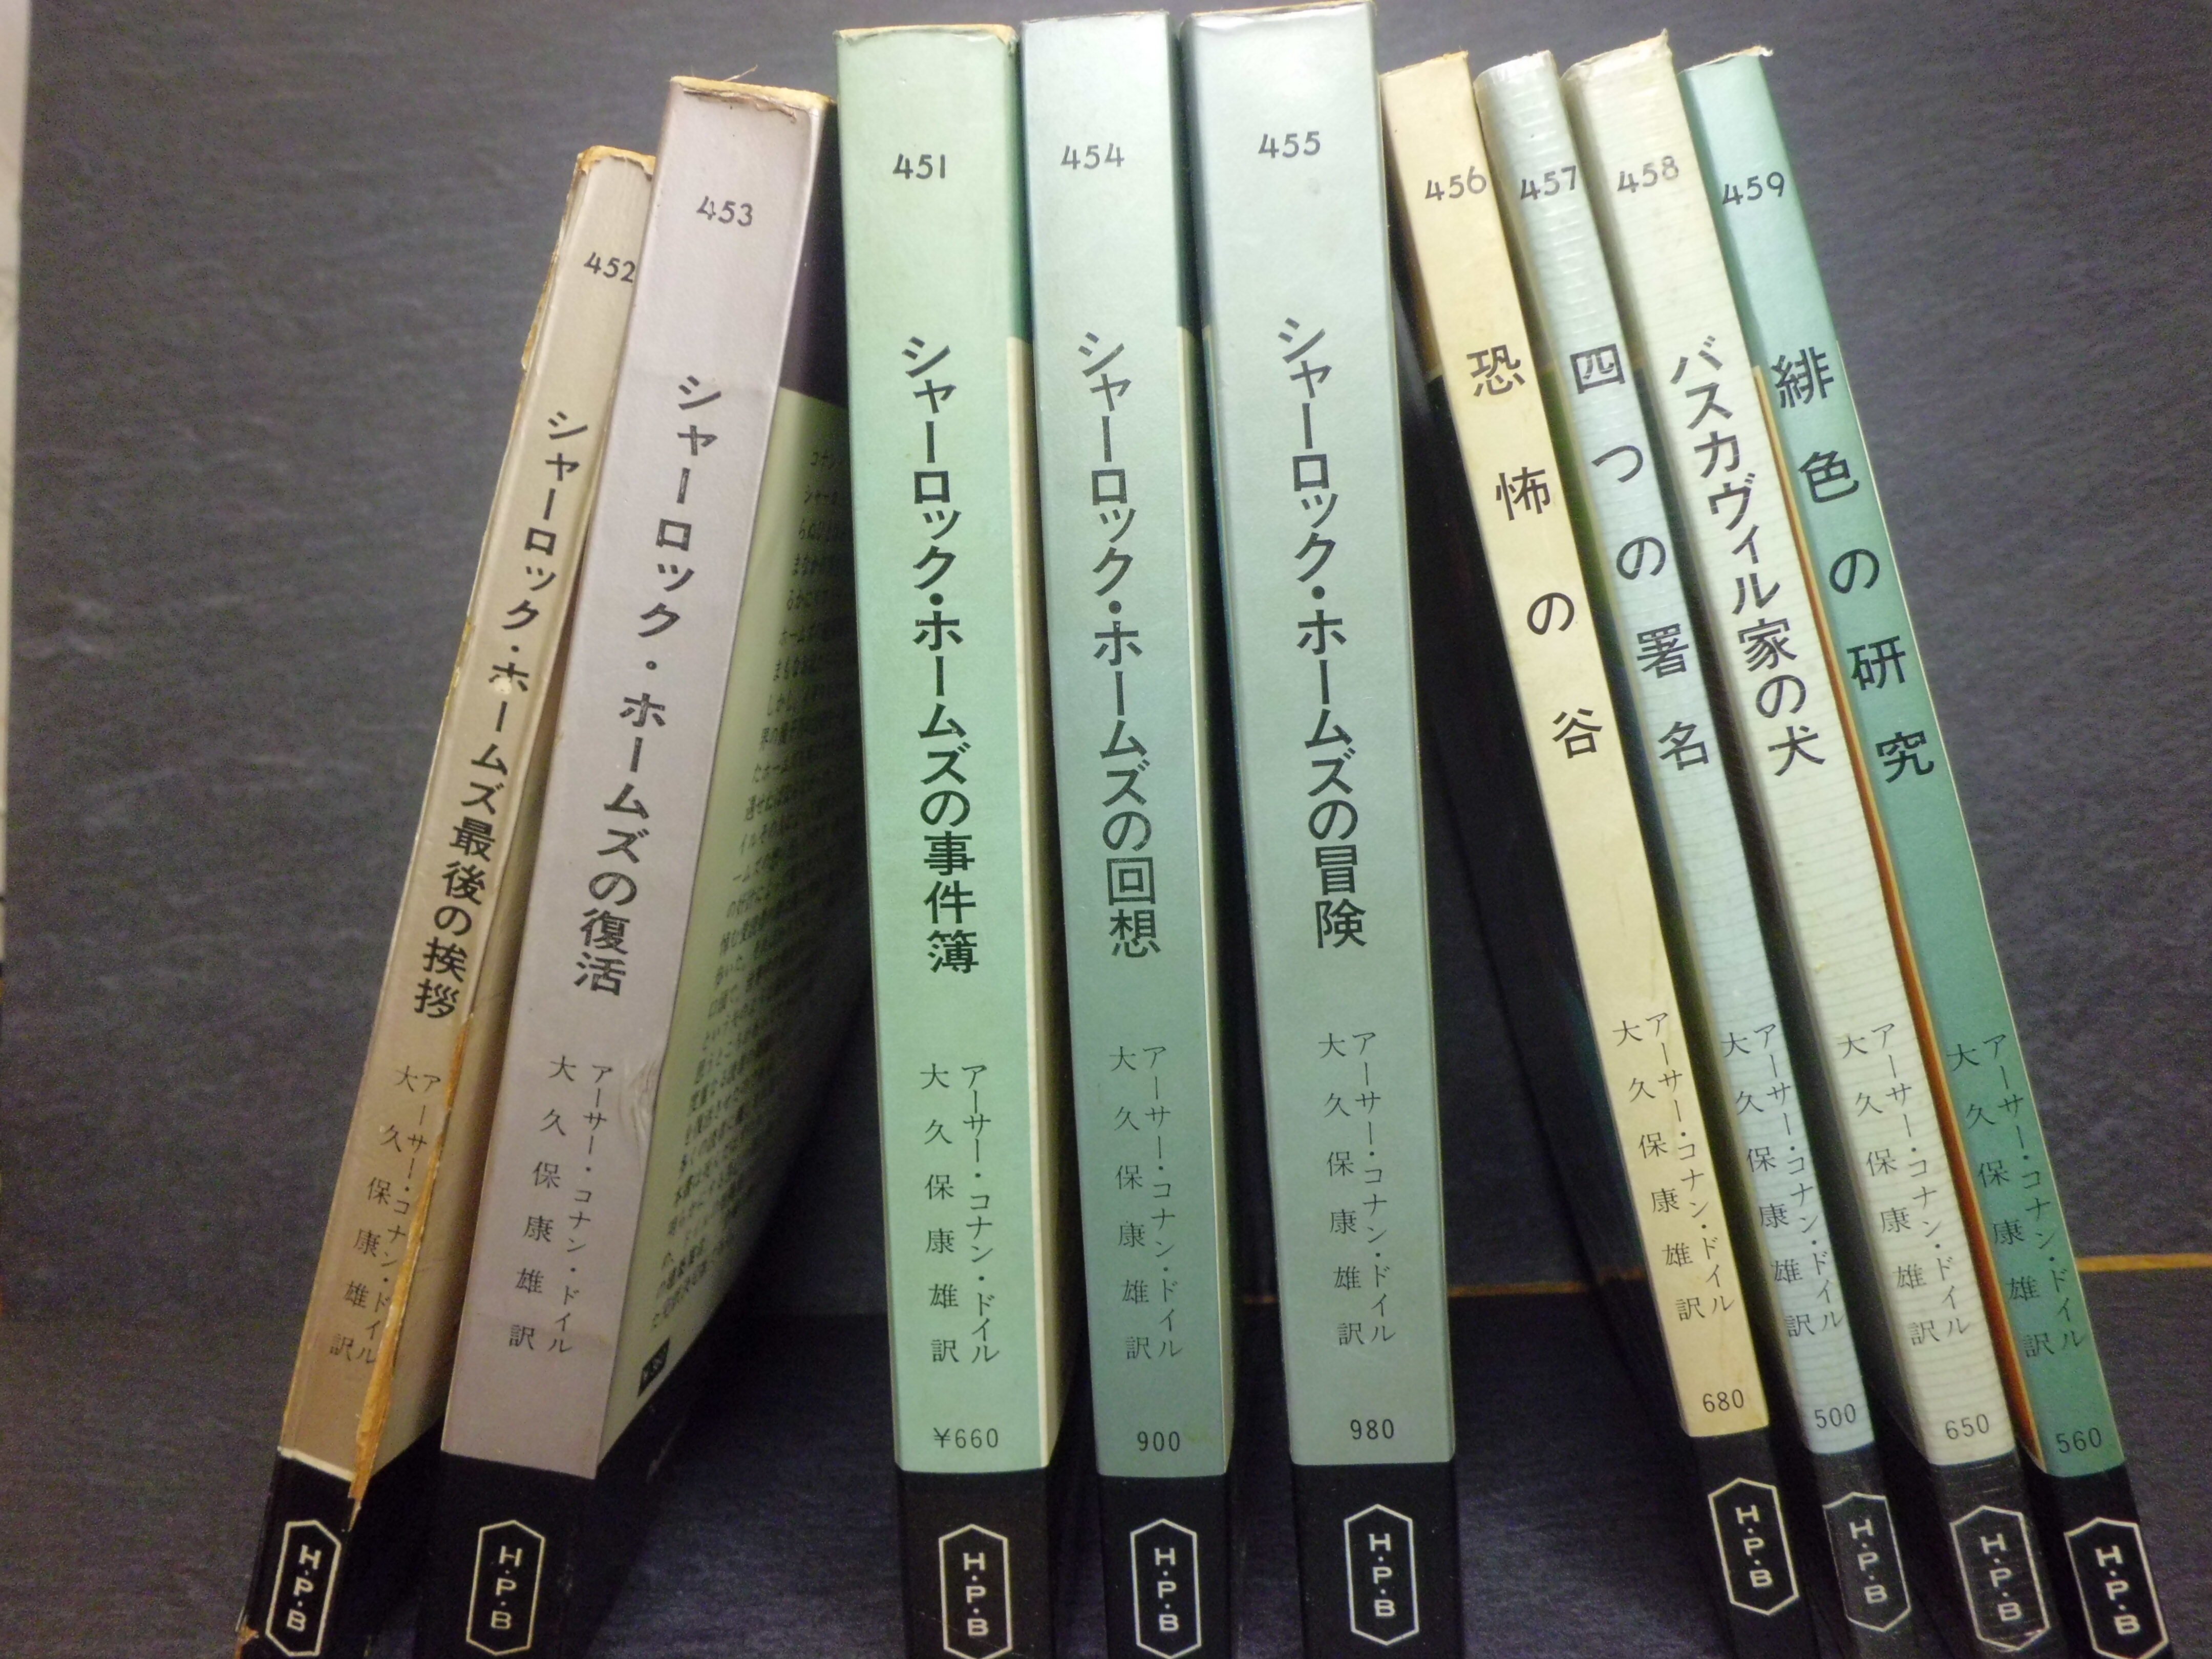 452
シャーロック・ホームズ最後の挨拶
アーサー・コナン・ドイル
大久保康雄訳
H・P・B
453
シャーロック・ホームズの復活
アーサー・コナン・ドイル
大久保康雄訳
H・P・B
451
シャーロック・ホームズの事件簿
アーサー・コナン・ドイル
大久保康雄訳
¥660
H・P・B
454
シャーロック・ホームズの回想
アーサー・コナン・ドイル
大久保康雄訳
900
H・P・B
455
シャーロック・ホームズの冒険
アーサー・コナン・ドイル
大久保康雄訳
980
H・P・B
456
恐怖の谷
アーサー・コナン・ドイル
大久保康雄訳
680
H・P・B
457
四つの署名
アーサー・コナン・ドイル
大久保康雄訳
500
H・P・B
458
バスカヴィル家の犬
アーサー・コナン・ドイル
大久保康雄訳
650
H・P・B
459
緋色の研究
アーサー・コナン・ドイル
大久保康雄訳
560
H・P・B